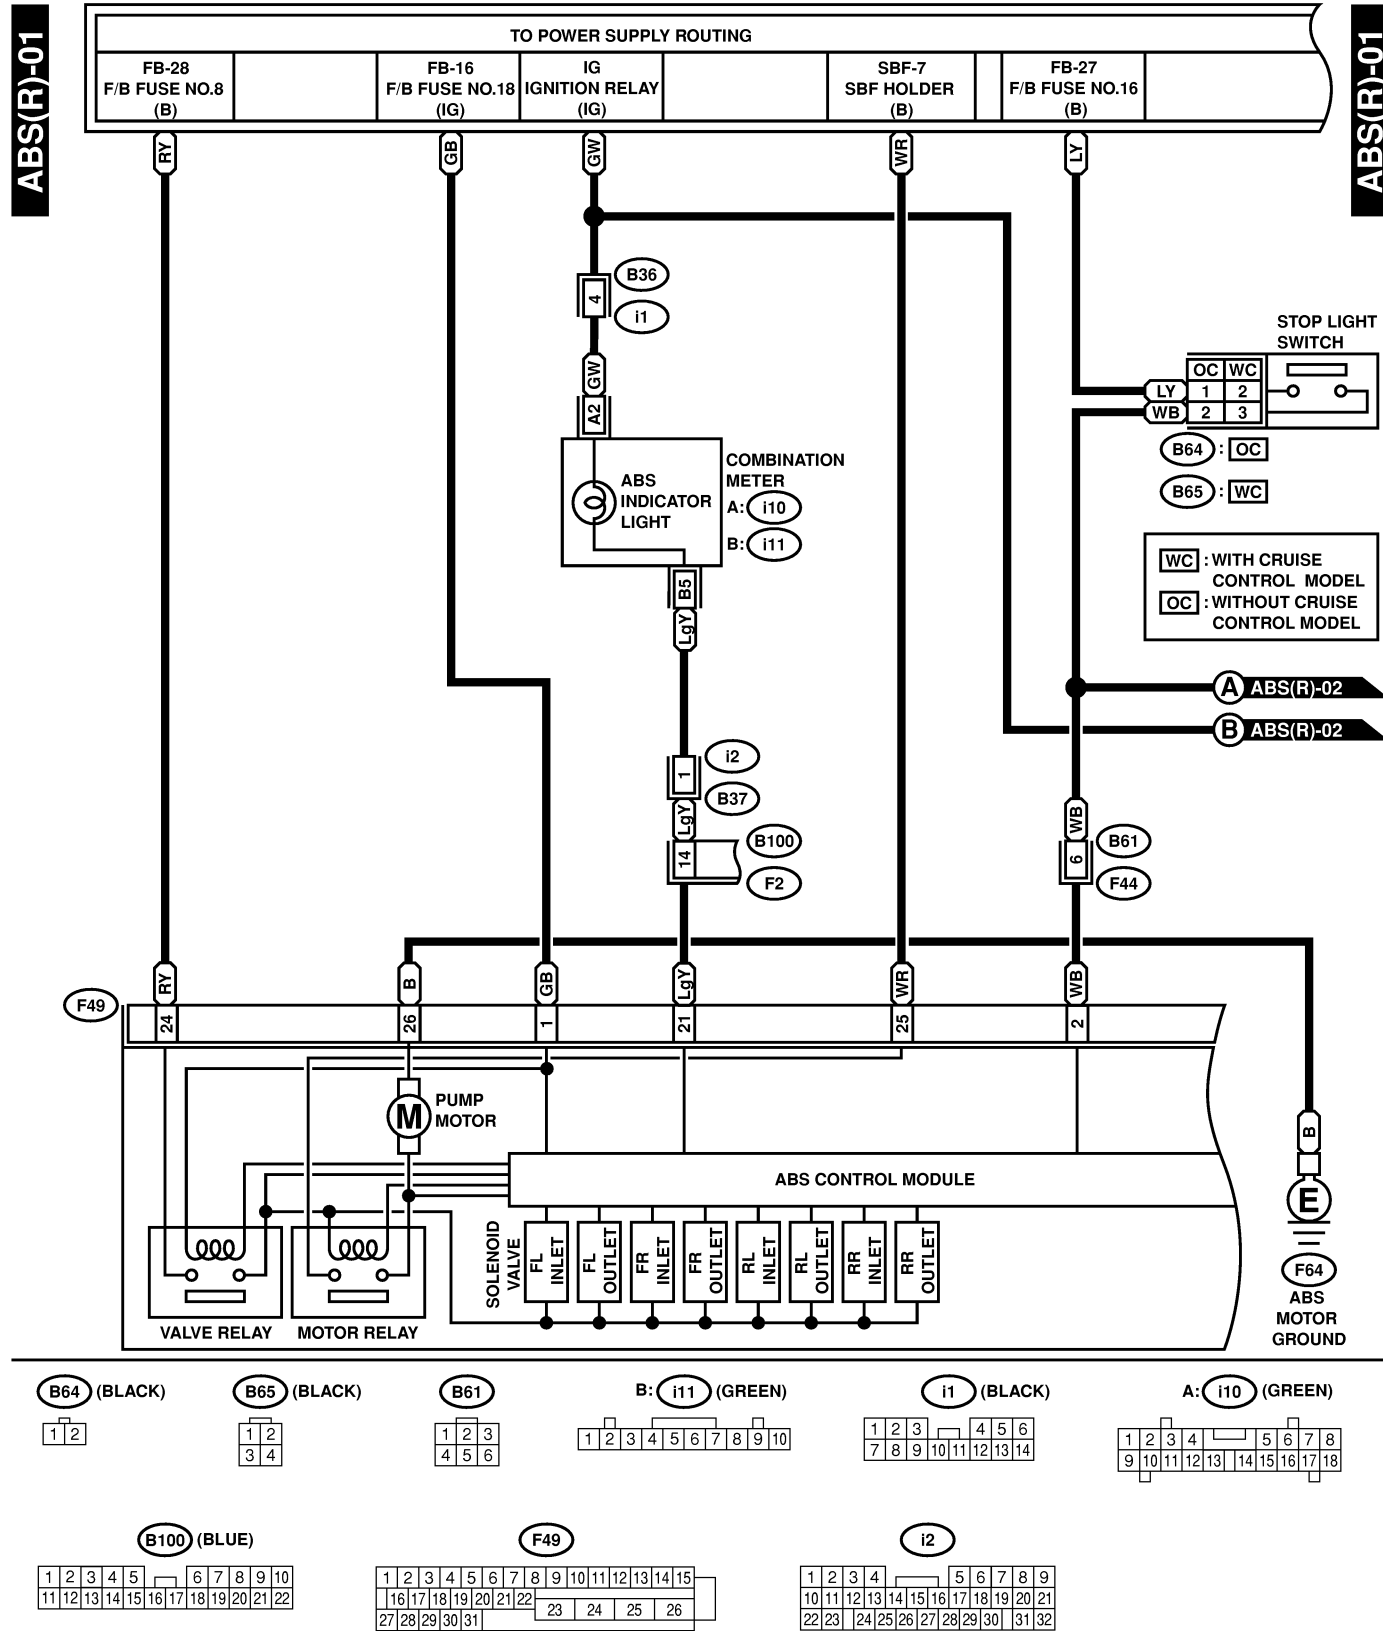 ABS(R)-01
ABS(R)-01
TO POWER SUPPLY ROUTING
FB-28
F/B FUSE NO.8
(B)
FB-16
F/B FUSE NO.18
(IG)
IG
IGNITION RELAY
(IG)
SBF-7
SBF HOLDER
(B)
FB-27
F/B FUSE NO.16
(B)
RY
GB
GW
WR
LY
B36
4
i1
GW
A2
STOP LIGHT
SWITCH
OC WC
LY 1 2
WB 2 3
B64 : OC
B65 : WC
ABS
INDICATOR
LIGHT
COMBINATION
METER
A: i10
B: i11
B5
LgY
WC : WITH CRUISE
CONTROL MODEL
OC : WITHOUT CRUISE
CONTROL MODEL
A ABS(R)-02
B ABS(R)-02
i2
1
B37
LgY
B100
14
F2
WB
B61
6
F44
RY
B
GB
LgY
WR
WB
F49
24
26
1
21
25
2
M
PUMP
MOTOR
ABS CONTROL MODULE
B
E
F64
ABS
MOTOR
GROUND
SOLENOID
VALVE
FL
INLET
FL
OUTLET
FR
INLET
FR
OUTLET
RL
INLET
RL
OUTLET
RR
INLET
RR
OUTLET
VALVE RELAY
MOTOR RELAY
B64 (BLACK)
1 2
B65 (BLACK)
1 2
3 4
B61
1 2 3
4 5 6
B: i11 (GREEN)
1 2 3 4 5 6 7 8 9 10
i1 (BLACK)
1 2 3 4 5 6
7 8 9 10 11 12 13 14
A: i10 (GREEN)
1 2 3 4 5 6 7 8
9 10 11 12 13 14 15 16 17 18
B100 (BLUE)
1 2 3 4 5 6 7 8 9 10
11 12 13 14 15 16 17 18 19 20 21 22
F49
1 2 3 4 5 6 7 8 9 10 11 12 13 14 15
16 17 18 19 20 21 22 23 24 25 26
27 28 29 30 31
i2
1 2 3 4 5 6 7 8 9
10 11 12 13 14 15 16 17 18 19 20 21
22 23 24 25 26 27 28 29 30 31 32